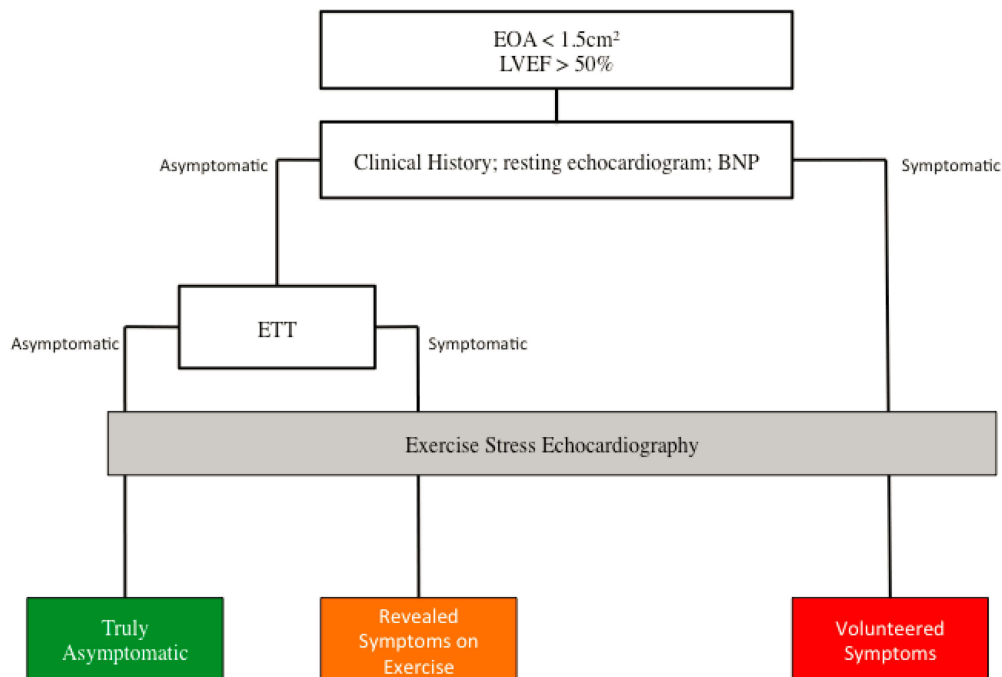 EOA < 1.5cm²
LVEF > 50%
Asymptomatic
Clinical History; resting echocardiogram; BNP
Symptomatic
ETT
Asymptomatic
Symptomatic
Exercise Stress Echocardiography
Truly
Asymptomatic
Revealed
Symptoms on
Exercise
Volunteered
Symptoms